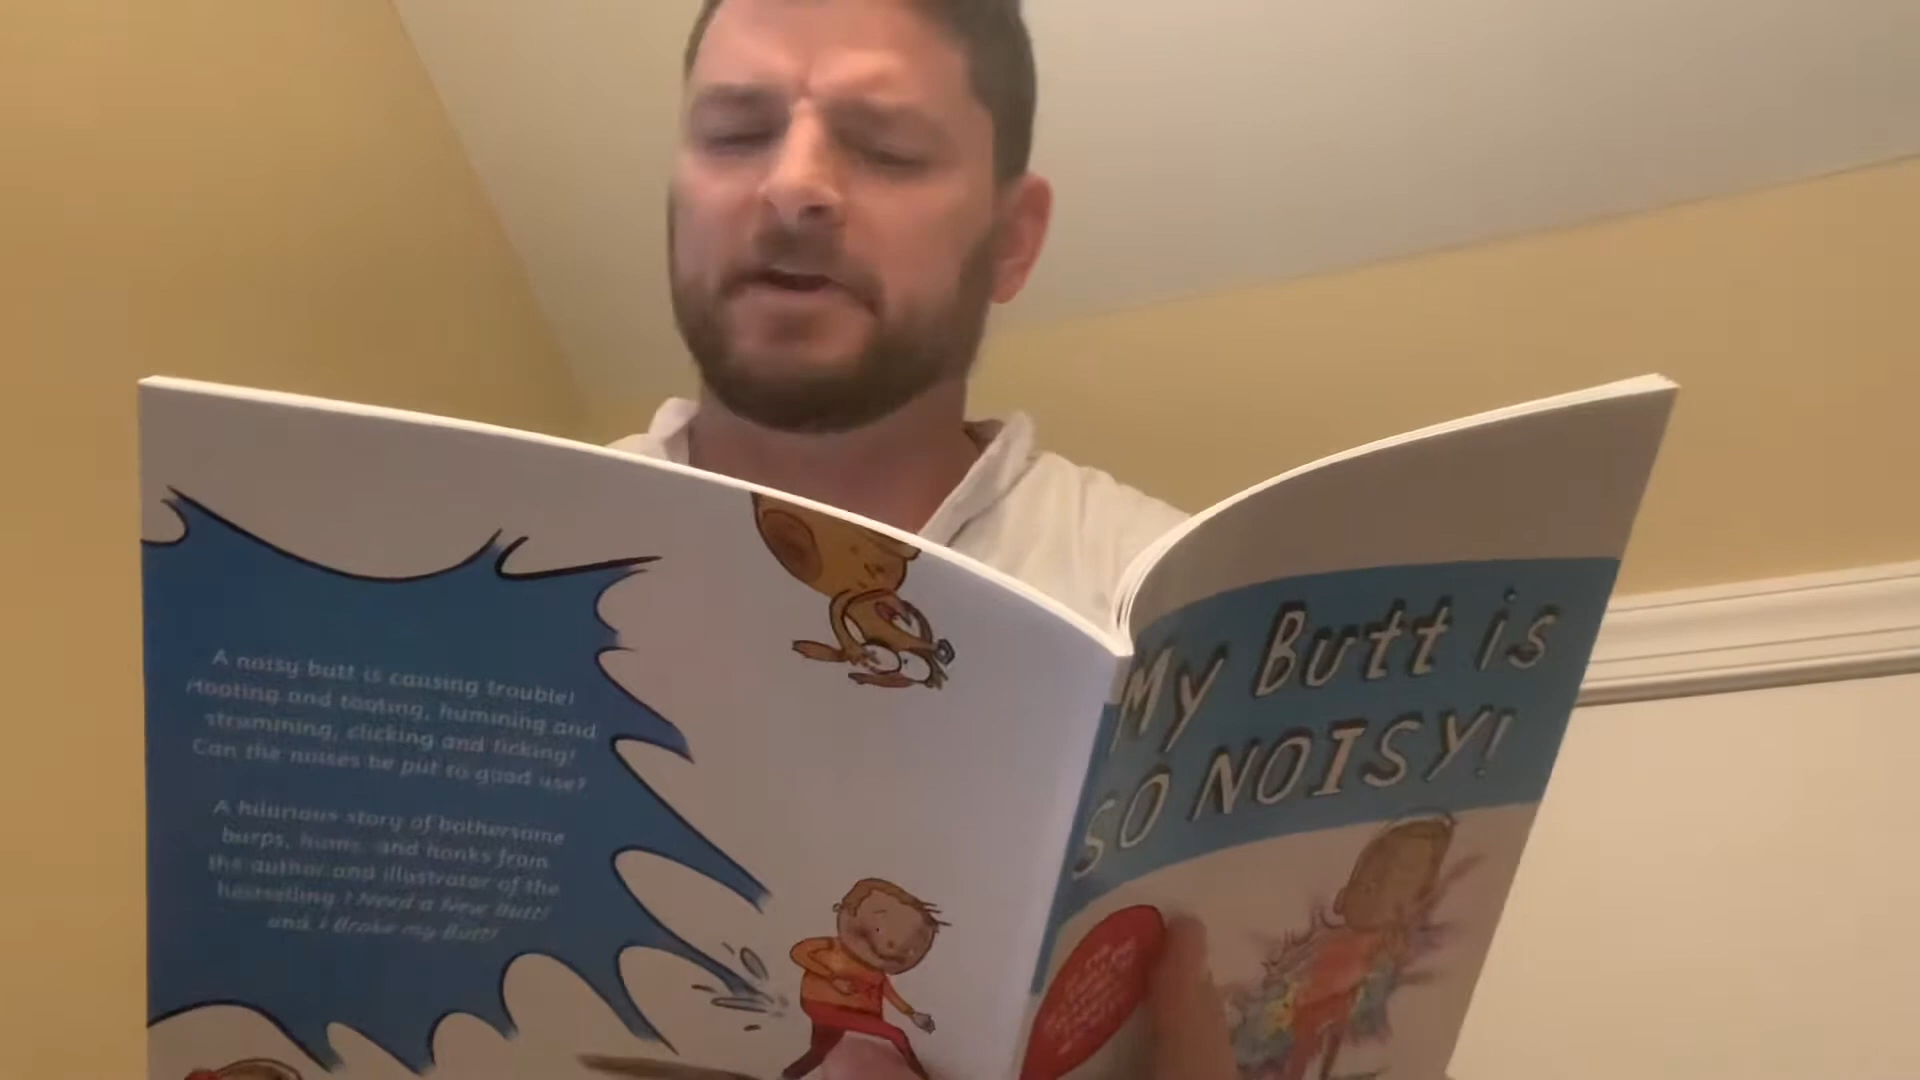 A noisy butt is causing trouble!
Hooting and tooting, humming and
strumming, clicking and ticking!
Can the noises be put to good use?
A hilarious story of bothersome
burps, hums, and honks from
the author and illustrator of the
bestselling I Need a New Butt!
and I Broke my Butt!
My Butt is
SO NOISY!